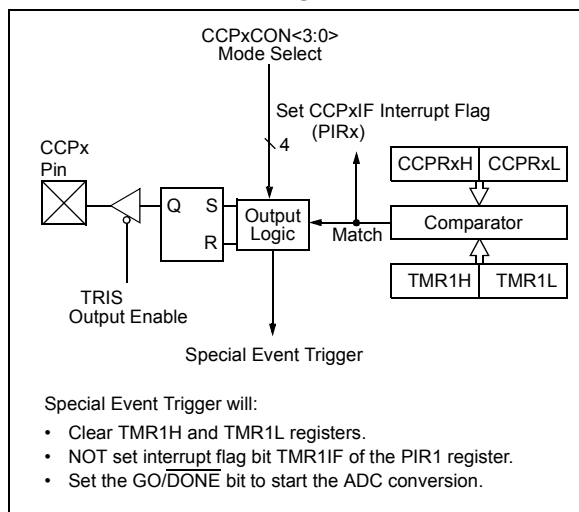 CCPxCON<3:0>
Mode Select
Set CCPxIF Interrupt Flag
(PIRx)
4
CCPx
Pin
CCPRxH CCPRxL
Q S
R
Output
Logic
Match
Comparator
TRIS
Output Enable
TMR1H TMR1L
Special Event Trigger
Special Event Trigger will:
• Clear TMR1H and TMR1L registers.
• NOT set interrupt flag bit TMR1IF of the PIR1 register.
• Set the GO/DONE bit to start the ADC conversion.